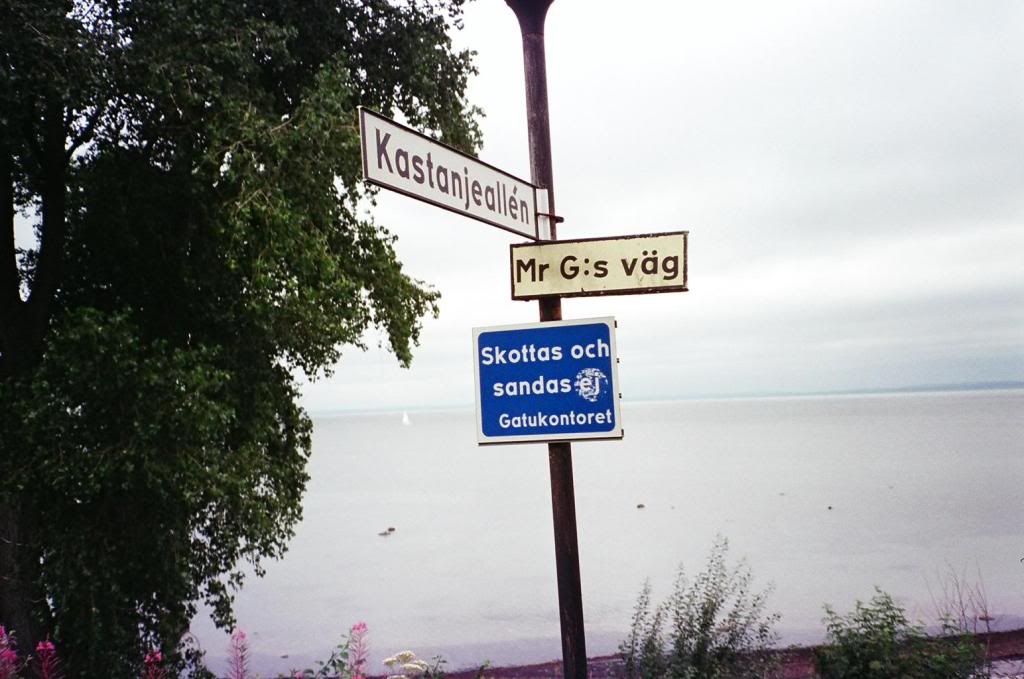 Kastanjeallén
Mr G:s väg
Skottas och
sandas ej
Gatukontoret